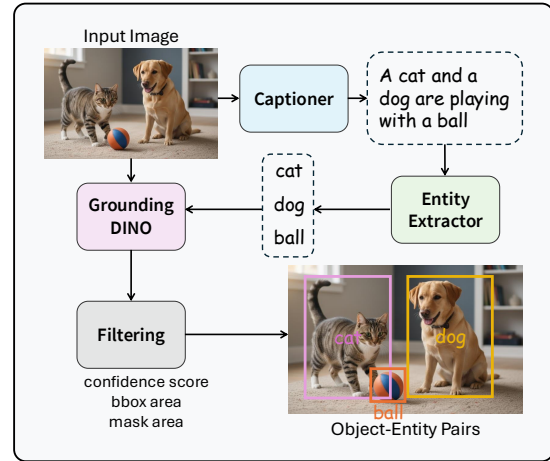 Input Image
Captioner
A cat and a
dog are playing
with a ball
cat
dog
ball
Entity
Extractor
Grounding
DINO
Filtering
confidence score
bbox area
mask area
cat
dog
ball
Object-Entity Pairs